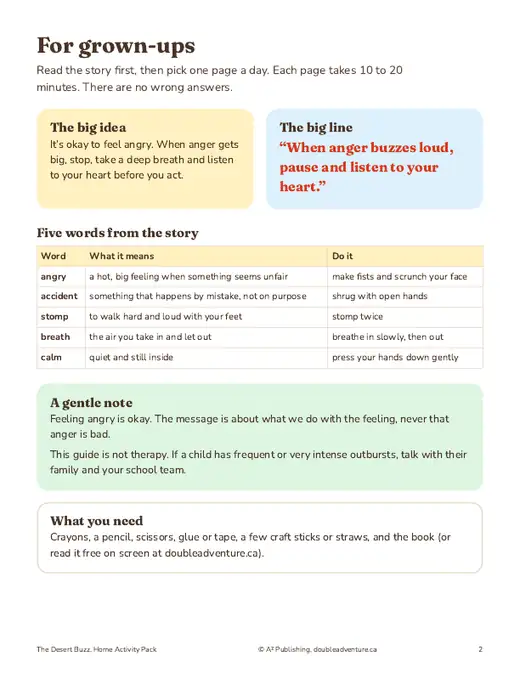 For grown-ups
Read the story first, then pick one page a day. Each page takes 10 to 20
minutes. There are no wrong answers.
The big idea
It's okay to feel angry. When anger gets
big, stop, take a deep breath and listen
to your heart before you act.
The big line
“When anger buzzes loud,
pause and listen to your
heart.”
Five words from the story
Word What it means Do it
angry a hot, big feeling when something seems unfair make fists and scrunch your face
accident something that happens by mistake, not on purpose shrug with open hands
stomp to walk hard and loud with your feet stomp twice
breath the air you take in and let out breathe in slowly, then out
calm quiet and still inside press your hands down gently
A gentle note
Feeling angry is okay. The message is about what we do with the feeling, never that
anger is bad.
This guide is not therapy. If a child has frequent or very intense outbursts, talk with their
family and your school team.
What you need
Crayons, a pencil, scissors, glue or tape, a few craft sticks or straws, and the book (or
read it free on screen at doubleadventure.ca).
The Desert Buzz. Home Activity Pack © A² Publishing, doubleadventure.ca 2